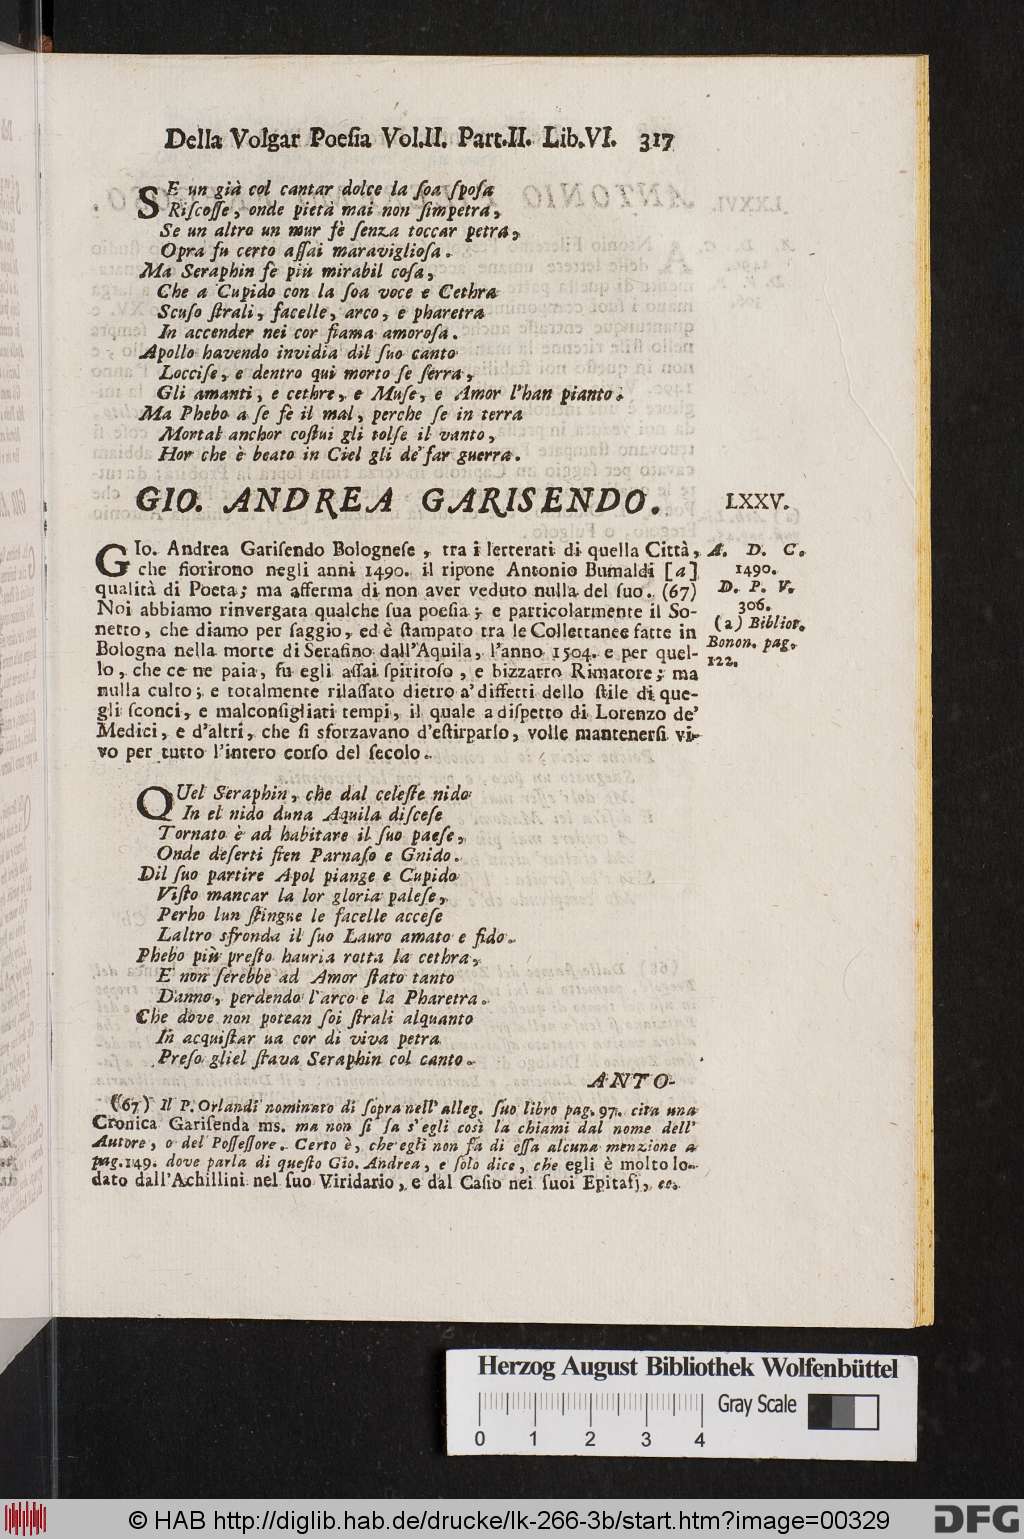 Della Volgar Poeſia Vol.II. Part.II. Lib.VI. 317
SE un già col cantar dolce la ſoa ſpoſa
Riſcoſſe, onde pietà mai non ſimpetra,
Se un altro un mur fè ſenza toccar petra,
Opra fu certo aſſai maraviglioſa.
Ma Seraphin fe più mirabil coſa,
Che a Cupido con la ſoa voce e Cethra
Scuſo ſtrali, facelle, arco, e pharetra
In accender nei cor fiama amoroſa.
Apollo havendo invidia dil ſuo canto
Locciſe, e dentro quì morto ſe ſerra,
Gli amanti, e cethre, e Muſe, e Amor l'han pianto.
Ma Phebo a ſe fè il mal, perche ſe in terra
Mortal anchor coſtui gli tolſe il vanto,
Hor che è beato in Ciel gli de far guerra.
GIO. ANDREA GARISENDO. LXXV.
GIo. Andrea Gariſendo Bologneſe, tra i letterati di quella Città,
che fiorirono negli anni 1490. il ripone Antonio Bumaldi [a]
qualità di Poeta; ma afferma di non aver veduto nulla del ſuo. (67)
Noi abbiamo rinvergata qualche ſua poeſia; e particolarmente il So-
netto, che diamo per ſaggio, ed è ſtampato tra le Collettanee fatte in
Bologna nella morte di Serafino dall'Aquila, l'anno 1504. e per quel-
lo, che ce ne paia, fu egli aſſai ſpiritoſo, e bizzarro Rimatore; ma
nulla culto; e totalmente rilaſſato dietro a' differti dello ſtile di que-
gli ſconci, e malconſigliati tempi, il quale a diſpetto di Lorenzo de'
Medici, e d'altri, che ſi sforzavano d'eſtirparlo, volle mantenerſi vi-
vo per tutto l'intero corſo del ſecolo.
A. D. C.
1490.
D. P. V.
306.
(a) Bibliot.
Bonon. pag.
122.
QUel Seraphin, che dal celeſte nido
In el nido duna Aquila diſceſe
Tornato è ad habitare il ſuo paeſe,
Onde deſerti fien Parnaſo e Gnido.
Dil ſuo partire Apol piange e Cupido
Viſto mancar la lor gloria paleſe,
Perho lun ſtingue le facelle acceſe
Laltro sfronda il ſuo Lauro amato e fido.
Phebo più preſto hauria rotta la cethra,
E non ſerebbe ad Amor ſtato tanto
Danno, perdendo l'arco e la Pharetra.
Che dove non potean ſoi ſtrali alquanto
In acquiſtar un cor di viva petra
Preſo gliel ſtava Seraphin col canto.
ANTO-
(67) Il P. Orlandi nominato di ſopra nell' alleg. ſuo libro pag. 97. cita una
Cronica Gariſenda ms. ma non ſi ſa s'egli così la chiami dal nome dell'
Autore, o del Poſſeſſore. Certo è, che egli non fa di eſſa alcuna menzione a
pag. 149. dove parla di queſto Gio. Andrea, e ſolo dice, che egli è molto lo-
dato dall'Achillini nel ſuo Viridario, e dal Caſio nei ſuoi Epitafj, ec.
Herzog August Bibliothek Wolfenbüttel
Gray Scale
0 1 2 3 4
© HAB http://diglib.hab.de/drucke/lk-266-3b/start.htm?image=00329
DFG